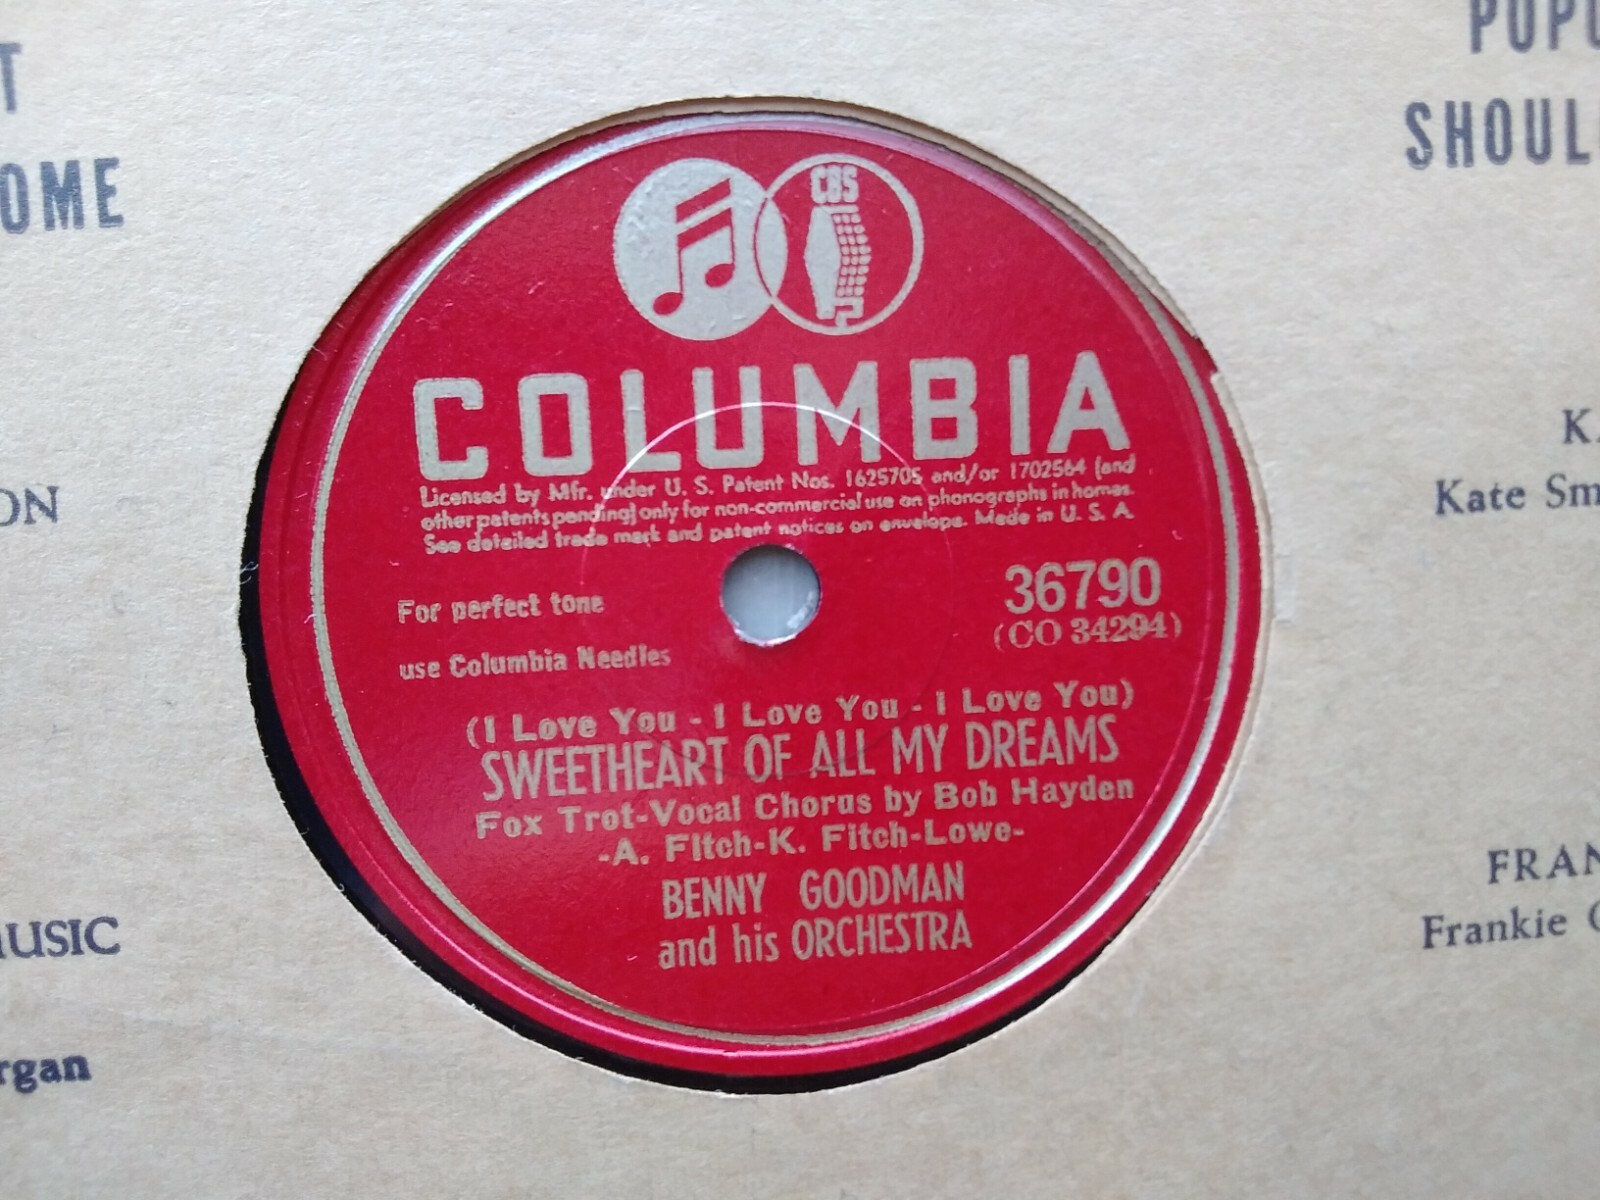 T
OME
ON
MUSIC
rgan
CBS
COLUMBIA
Licensed by Mfr. under U. S. Patent Nos. 1625705 and/or 1702564 (and
other patents pending) only for non-commercial use on phonographs in homes.
See detailed trade mark and patent notices on envelope. Made in U. S. A.
For perfect tone
use Columbia Needles
36790
(CO 34294)
(I Love You - I Love You - I Love You)
SWEETHEART OF ALL MY DREAMS
Fox Trot-Vocal Chorus by Bob Hayden
-A. Fitch-K. Fitch-Lowe-
BENNY GOODMAN
and his ORCHESTRA
POPU
SHOUL
KA
Kate Sm
FRAN
Frankie C